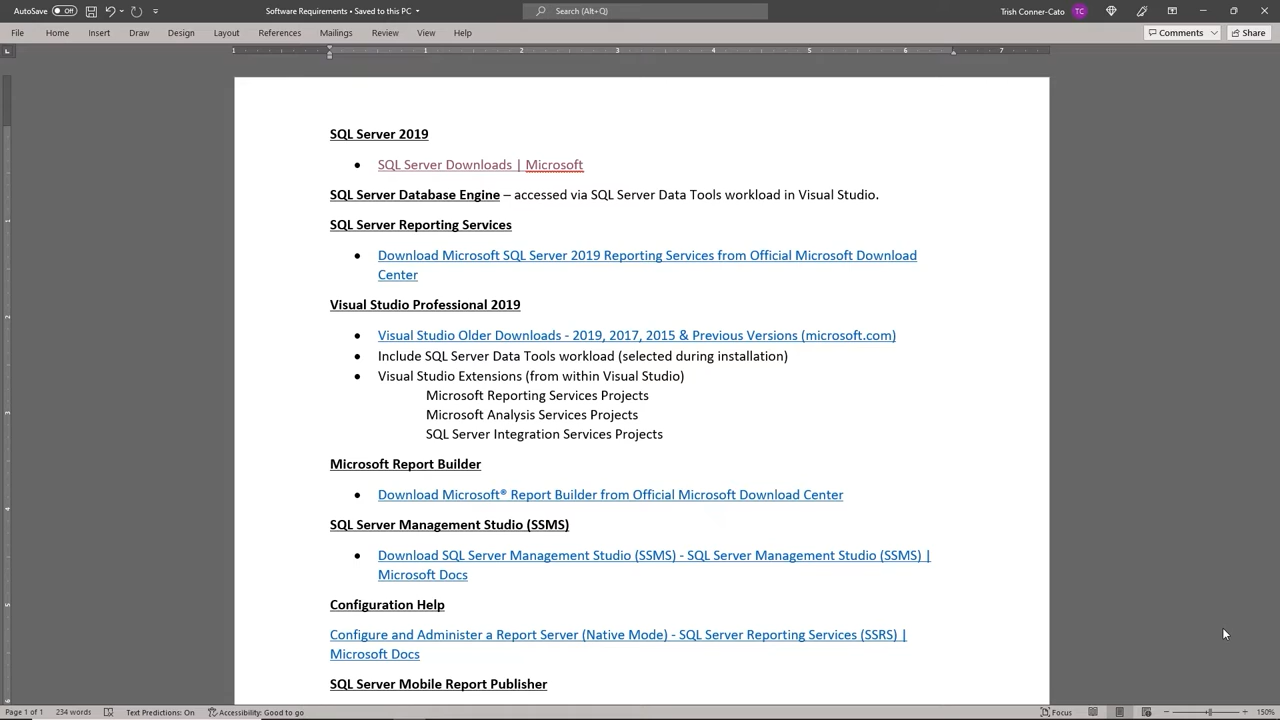 AutoSave Off Software Requirements • Saved to this PC Search (Alt+Q) Trish Conner-Cato TC
File Home Insert Draw Design Layout References Mailings Review View Help Comments Share
1 1 2 3 4 5 6 7
SQL Server 2019
• SQL Server Downloads | Microsoft
SQL Server Database Engine – accessed via SQL Server Data Tools workload in Visual Studio.
SQL Server Reporting Services
• Download Microsoft SQL Server 2019 Reporting Services from Official Microsoft Download
Center
Visual Studio Professional 2019
• Visual Studio Older Downloads - 2019, 2017, 2015 & Previous Versions (microsoft.com)
• Include SQL Server Data Tools workload (selected during installation)
• Visual Studio Extensions (from within Visual Studio)
Microsoft Reporting Services Projects
Microsoft Analysis Services Projects
SQL Server Integration Services Projects
Microsoft Report Builder
• Download Microsoft® Report Builder from Official Microsoft Download Center
SQL Server Management Studio (SSMS)
• Download SQL Server Management Studio (SSMS) - SQL Server Management Studio (SSMS) |
Microsoft Docs
Configuration Help
Configure and Administer a Report Server (Native Mode) - SQL Server Reporting Services (SSRS) |
Microsoft Docs
SQL Server Mobile Report Publisher
Page 1 of 1 234 words Text Predictions: On Accessibility: Good to go Focus 150%